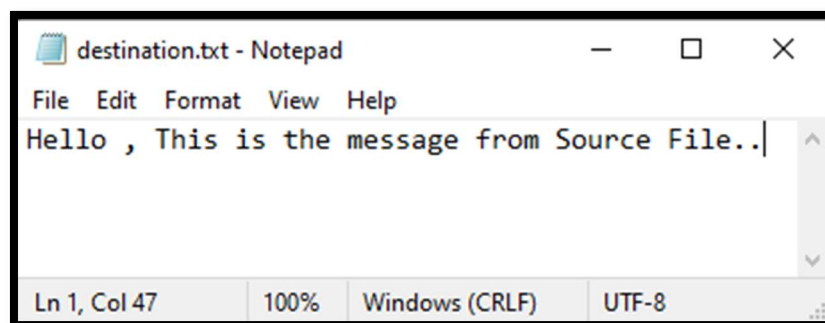 destination.txt - Notepad
File Edit Format View Help
Hello , This is the message from Source File..
Ln 1, Col 47 100% Windows (CRLF) UTF-8